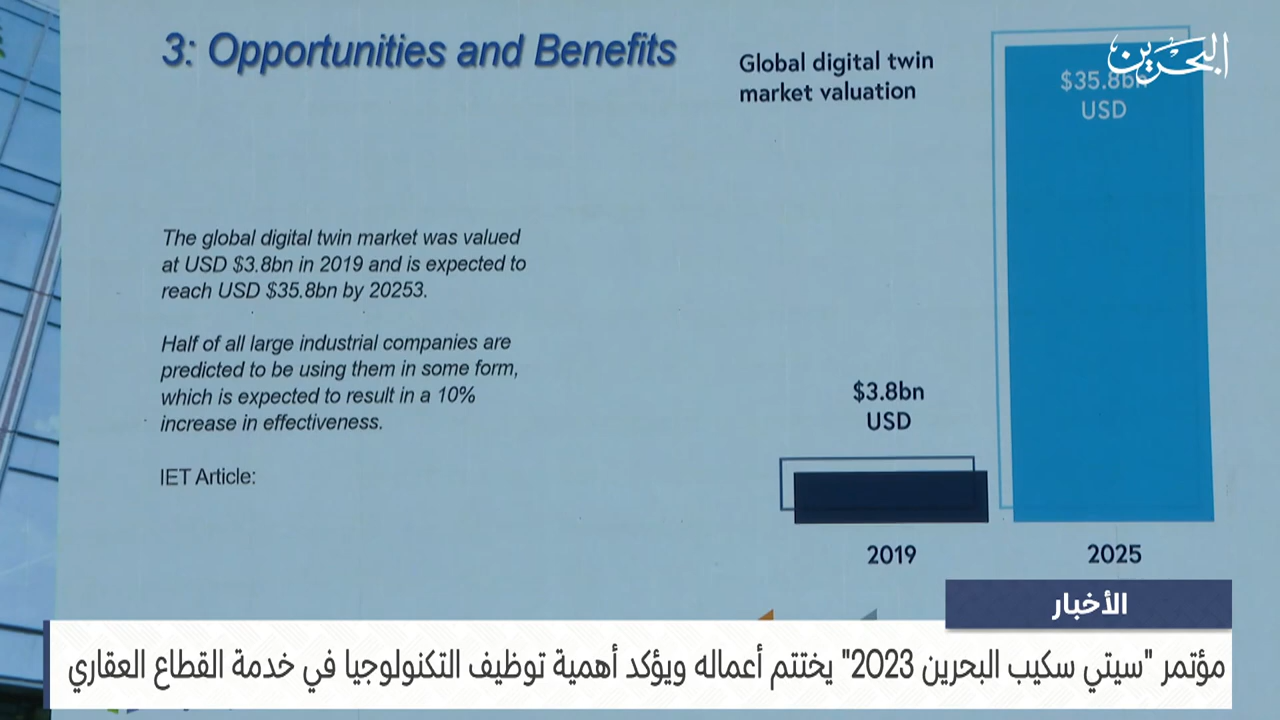 3: Opportunities and Benefits
Global digital twin
market valuation
البحرين
$35.8bn
USD
The global digital twin market was valued
at USD $3.8bn in 2019 and is expected to
reach USD $35.8bn by 20253.
Half of all large industrial companies are
predicted to be using them in some form,
which is expected to result in a 10%
increase in effectiveness.
IET Article:
$3.8bn
USD
2019
2025
الأخبار
مؤتمر "سيتي سكيب البحرين 2023" يختتم أعماله ويؤكد أهمية توظيف التكنولوجيا في خدمة القطاع العقاري